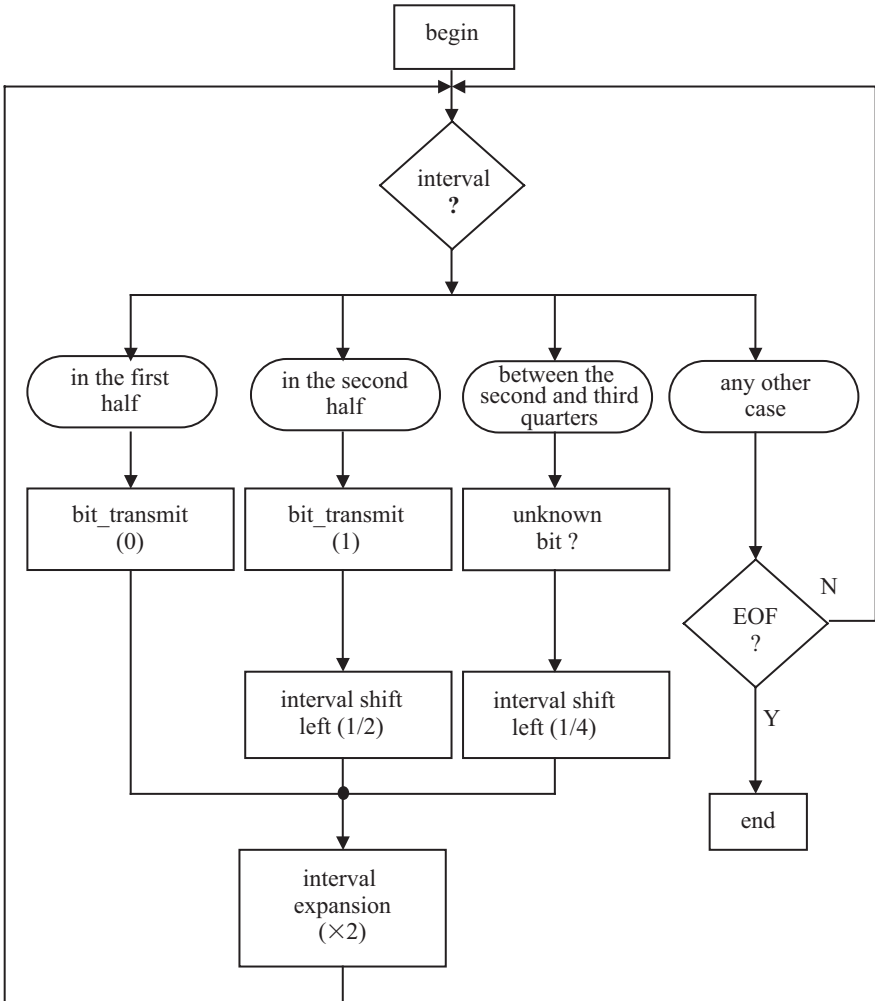 begin
interval
?
in the first
half
in the second
half
between the
second and third
quarters
any other
case
bit_transmit
(0)
bit_transmit
(1)
unknown
bit ?
EOF
?
N
Y
interval shift
left (1/2)
interval shift
left (1/4)
end
interval
expansion
(×2)